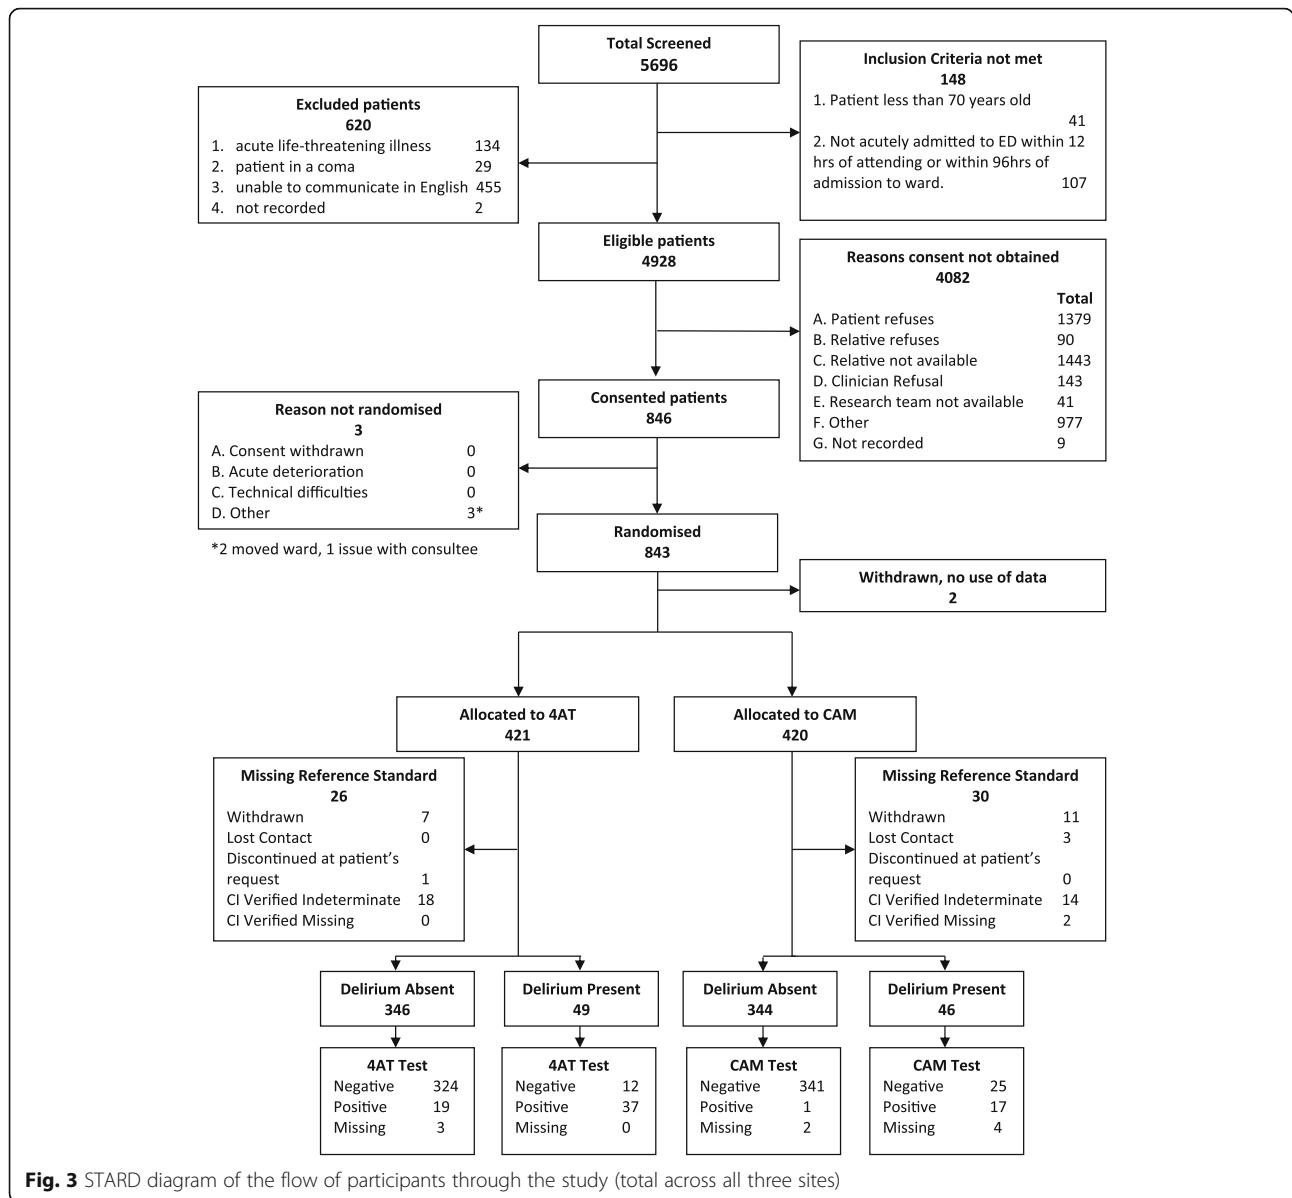 Total Screened
5696
Inclusion Criteria not met
148
1. Patient less than 70 years old
41
2. Not acutely admitted to ED within 12
hrs of attending or within 96hrs of
admission to ward. 107
Excluded patients
620
1. acute life-threatening illness 134
2. patient in a coma 29
3. unable to communicate in English 455
4. not recorded 2
Eligible patients
4928
Reasons consent not obtained
4082
Total
A. Patient refuses 1379
B. Relative refuses 90
C. Relative not available 1443
D. Clinician Refusal 143
E. Research team not available 41
F. Other 977
G. Not recorded 9
Consented patients
846
Reason not randomised
3
A. Consent withdrawn 0
B. Acute deterioration 0
C. Technical difficulties 0
D. Other 3*
*2 moved ward, 1 issue with consultee
Randomised
843
Withdrawn, no use of data
2
Allocated to 4AT
421
Allocated to CAM
420
Missing Reference Standard
26
Withdrawn 7
Lost Contact 0
Discontinued at patient's
request 1
CI Verified Indeterminate 18
CI Verified Missing 0
Missing Reference Standard
30
Withdrawn 11
Lost Contact 3
Discontinued at patient's
request 0
CI Verified Indeterminate 14
CI Verified Missing 2
Delirium Absent
346
Delirium Present
49
Delirium Absent
344
Delirium Present
46
4AT Test
Negative 324
Positive 19
Missing 3
4AT Test
Negative 12
Positive 37
Missing 0
CAM Test
Negative 341
Positive 1
Missing 2
CAM Test
Negative 25
Positive 17
Missing 4
Fig. 3 STARD diagram of the flow of participants through the study (total across all three sites)